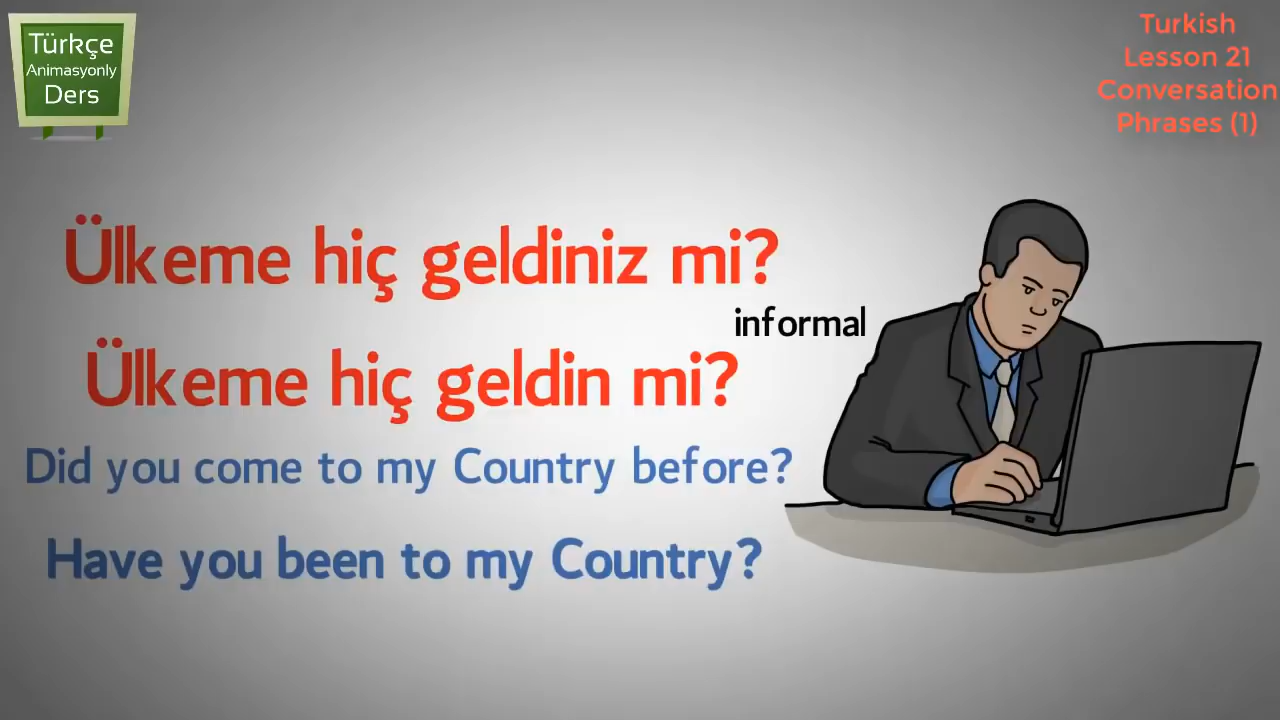 Türkçe
Animasyonly
Ders
Turkish
Lesson 21
Conversation
Phrases (1)
Ülkeme hiç geldiniz mi?
informal
Ülkeme hiç geldin mi?
Did you come to my Country before?
Have you been to my Country?